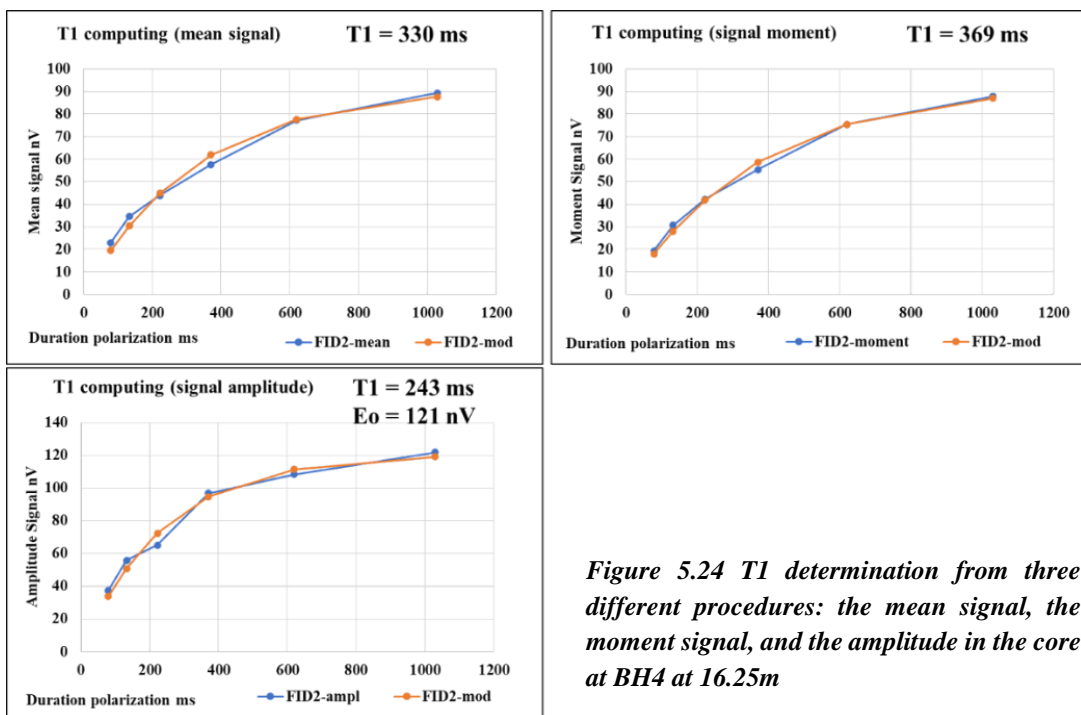 T1 computing (mean signal) T1 = 330 ms
Mean signal nV
100
90
80
70
60
50
40
30
20
10
0
0 200 400 600 800 1000 1200
Duration polarization ms FID2-mean FID2-mod
T1 computing (signal moment) T1 = 369 ms
Moment Signal nV
100
90
80
70
60
50
40
30
20
10
0
0 200 400 600 800 1000 1200
Duration polarization ms FID2-moment FID2-mod
T1 computing (signal amplitude) T1 = 243 ms
Eo = 121 nV
Amplitude Signal nV
140
120
100
80
60
40
20
0
0 200 400 600 800 1000 1200
Duration polarization ms FID2-ampl FID2-mod
Figure 5.24 T1 determination from three
different procedures: the mean signal, the
moment signal, and the amplitude in the core
at BH4 at 16.25m